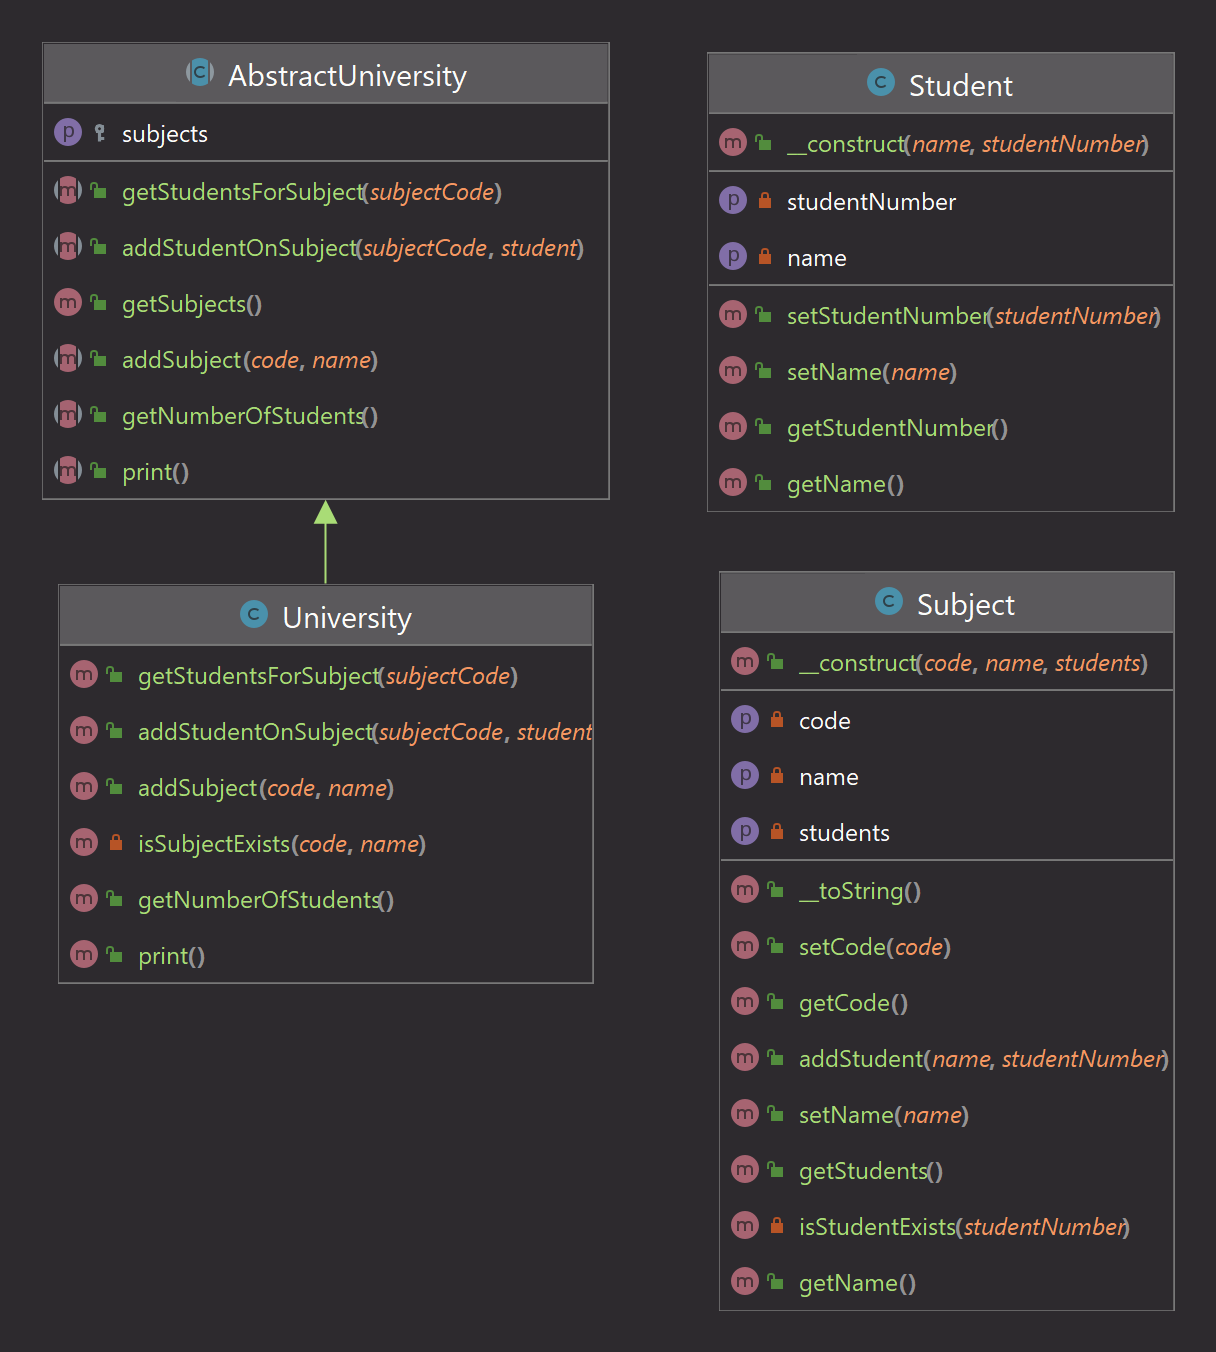 AbstractUniversity
subjects
getStudentsForSubject(subjectCode)
addStudentOnSubject(subjectCode, student)
getSubjects()
addSubject(code, name)
getNumberOfStudents()
print()
University
getStudentsForSubject(subjectCode)
addStudentOnSubject(subjectCode, student
addSubject(code, name)
isSubjectExists(code, name)
getNumberOfStudents()
print()
Student
__construct(name, studentNumber)
studentNumber
name
setStudentNumber(studentNumber)
setName(name)
getStudentNumber()
getName()
Subject
__construct(code, name, students)
code
name
students
__toString()
setCode(code)
getCode()
addStudent(name, studentNumber)
setName(name)
getStudents()
isStudentExists(studentNumber)
getName()